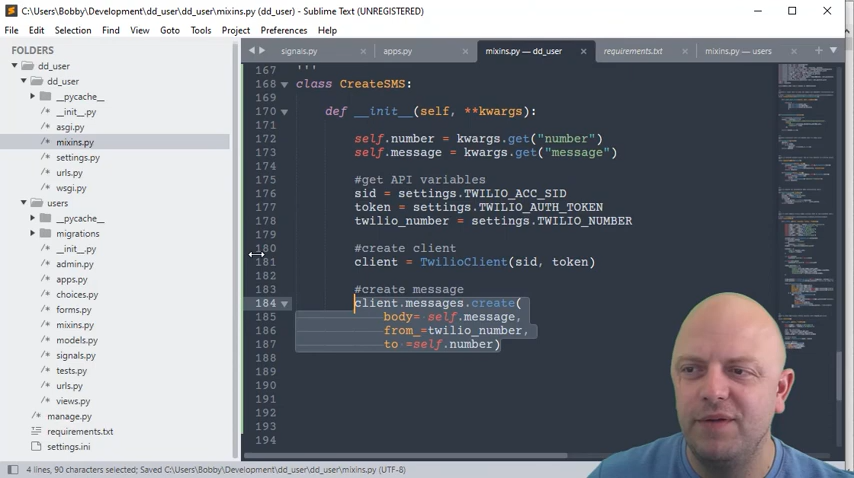 C:\Users\Bobby\Development\dd_user\dd_user\mixins.py (dd_user) - Sublime Text (UNREGISTERED)
File Edit Selection Find View Goto Tools Project Preferences Help
FOLDERS
dd_user
dd_user
__pycache__
__init__.py
asgi.py
mixins.py
settings.py
urls.py
wsgi.py
users
__pycache__
migrations
__init__.py
admin.py
apps.py
choices.py
forms.py
mixins.py
models.py
signals.py
tests.py
urls.py
views.py
manage.py
requirements.txt
settings.ini
signals.py apps.py mixins.py — dd_user requirements.txt mixins.py — users
167 '''
168 class CreateSMS:
169
170 def __init__(self, **kwargs):
171
172 self.number = kwargs.get("number")
173 self.message = kwargs.get("message")
174
175 #get API variables
176 sid = settings.TWILIO_ACC_SID
177 token = settings.TWILIO_AUTH_TOKEN
178 twilio_number = settings.TWILIO_NUMBER
179
180 #create client
181 client = TwilioClient(sid, token)
182
183 #create message
184 client.messages.create(
185 body= self.message,
186 from_=twilio_number,
187 to =self.number)
188
189
190
191
192
193
194
4 lines, 90 characters selected; Saved C:\Users\Bobby\Development\dd_user\dd_user\mixins.py (UTF-8)